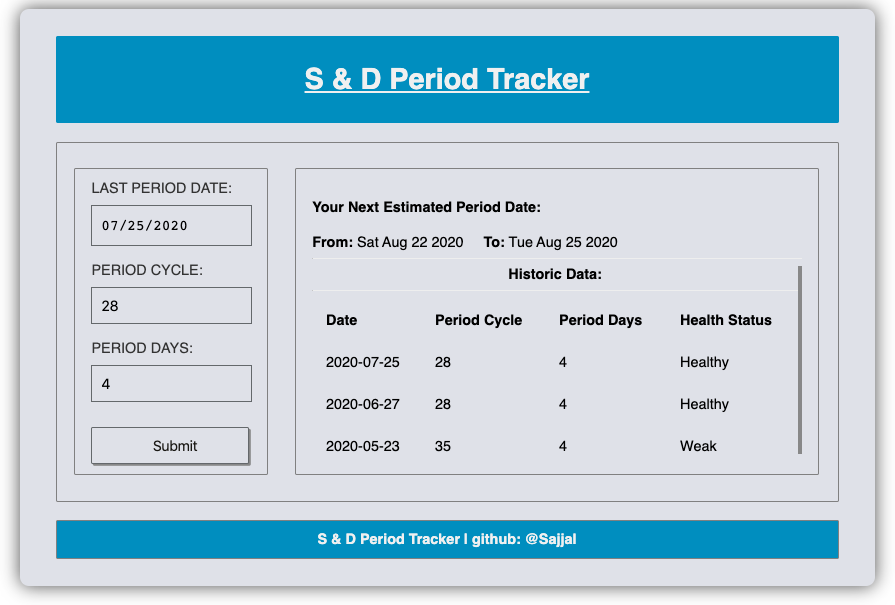 S & D Period Tracker
LAST PERIOD DATE:
07/25/2020
PERIOD CYCLE:
28
PERIOD DAYS:
4
Submit
Your Next Estimated Period Date:
From: Sat Aug 22 2020 To: Tue Aug 25 2020
Historic Data:
Date Period Cycle Period Days Health Status
2020-07-25 28 4 Healthy
2020-06-27 28 4 Healthy
2020-05-23 35 4 Weak
S & D Period Tracker | github: @Sajjal